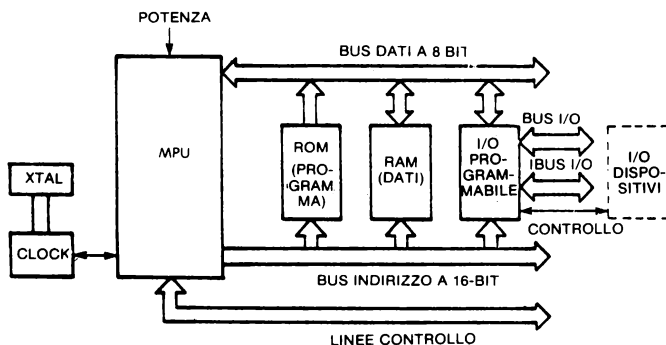 POTENZA
BUS DATI A 8 BIT
MPU
ROM
(PRO-
GRAM-
MA)
RAM
(DATI)
I/O
PRO-
GRAM-
MABILE
BUS I/O
IBUS I/O
I/O
DISPO-
SITIVI
CONTROLLO
XTAL
CLOCK
BUS INDIRIZZO A 16-BIT
LINEE CONTROLLO